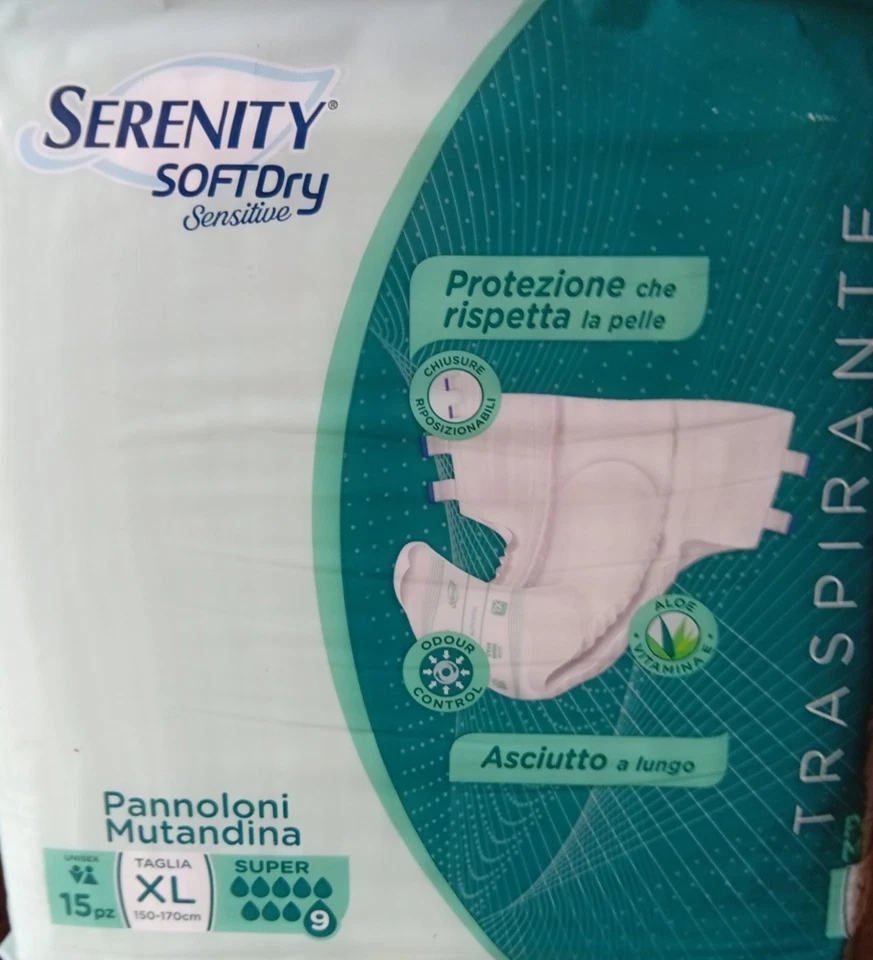 SERENITY®
SOFTDry
Sensitive
Protezione che
rispetta la pelle
CHIUSURE
RIPOSIZIONABILI
TRASPIRANTE
ALOE
VITAMINA E
ODOUR
CONTROL
Asciutto a lungo
Pannoloni
Mutandina
UNISEX
15pz
TAGLIA
XL
150-170cm
SUPER
9